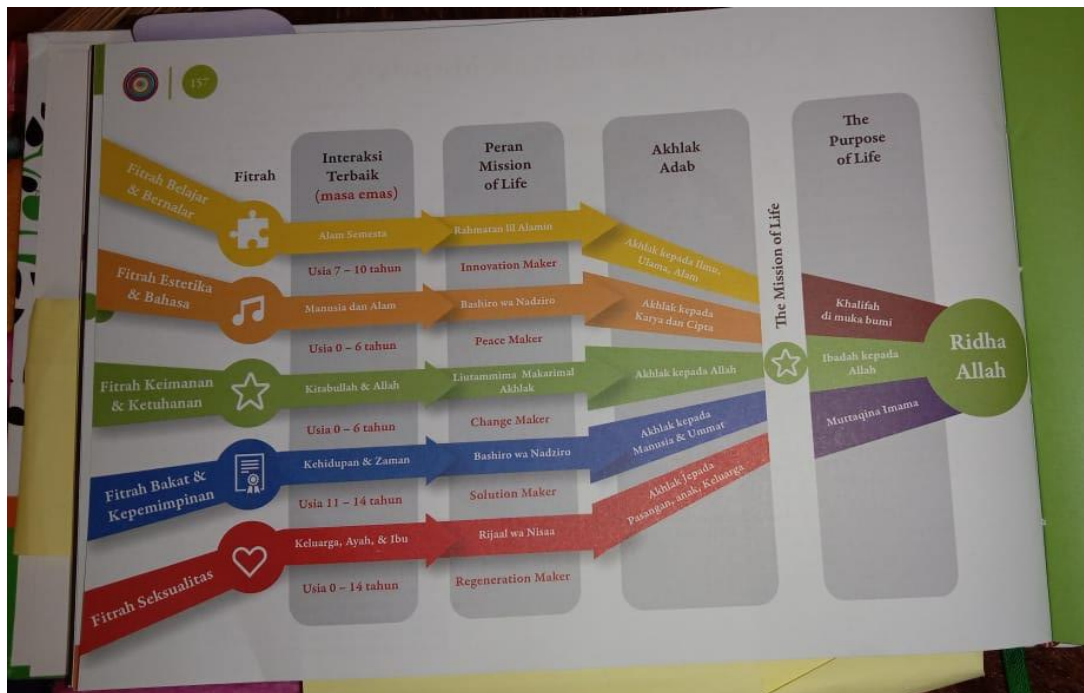 157
Fitrah
Interaksi
Terbaik
(masa emas)
Peran
Mission
of Life
Akhlak
Adab
The
Purpose
of Life
Fitrah Belajar
& Bernalar
Alam Semesta
Usia 7 – 10 tahun
Rahmatan lil Alamin
Innovation Maker
Akhlak kepada Ilmu,
Ulama, Alam
Fitrah Estetika
& Bahasa
Manusia dan Alam
Usia 0 – 6 tahun
Bashiro wa Nadziro
Peace Maker
Akhlak kepada
Karya dan Cipta
Fitrah Keimanan
& Ketuhanan
Kitabullah & Allah
Usia 0 – 6 tahun
Liutammima Makarimal
Akhlak
Change Maker
Akhlak kepada Allah
Fitrah Bakat &
Kepemimpinan
Kehidupan & Zaman
Usia 11 – 14 tahun
Bashiro wa Nadziro
Solution Maker
Akhlak kepada
Manusia & Ummat
Fitrah Seksualitas
Keluarga, Ayah, & Ibu
Usia 0 – 14 tahun
Rijaal wa Nisaa
Regeneration Maker
Akhlak Jepada
Pasangan, anak, Keluarga
The Mission of Life
Khalifah
di muka bumi
Ibadah kepada
Allah
Muttaqina Imama
Ridha
Allah